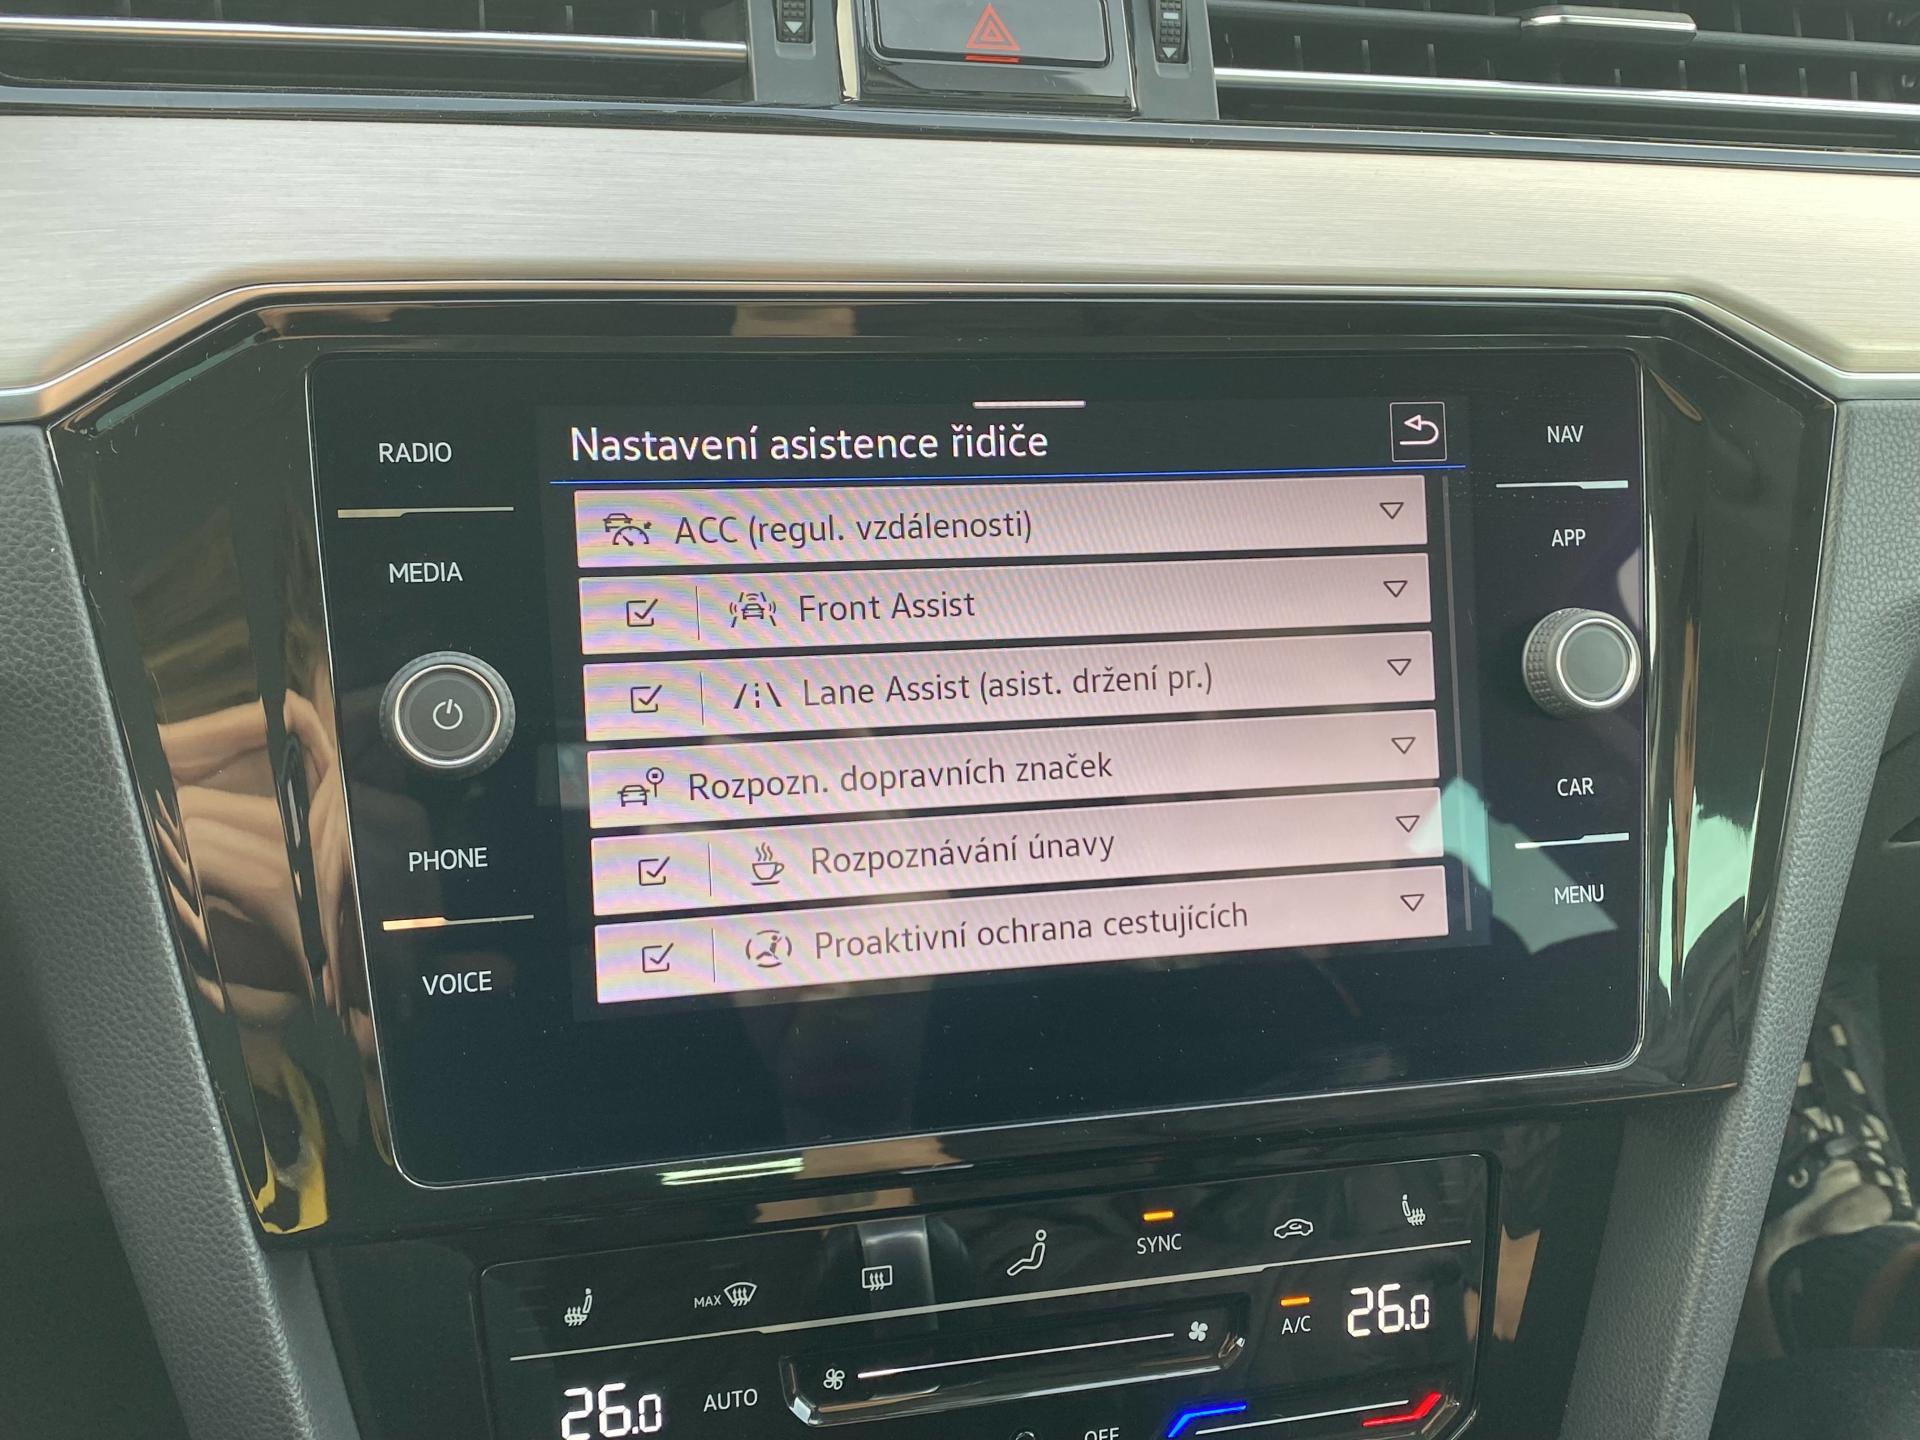 RADIO
MEDIA
PHONE
VOICE
Nastavení asistence řidiče
ACC (regul. vzdálenosti)
Front Assist
Lane Assist (asist. držení pr.)
Rozpozn. dopravních značek
Rozpoznávání únavy
Proaktivní ochrana cestujících
NAV
APP
CAR
MENU
MAX
SYNC
A/C
26.0
26.0
AUTO
OFF